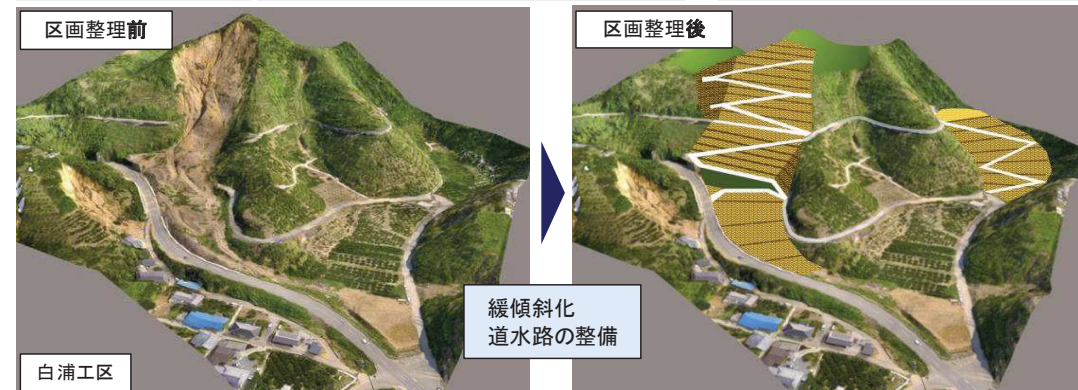 区画整理前
区画整理後
緩傾斜化
道水路の整備
白浦工区